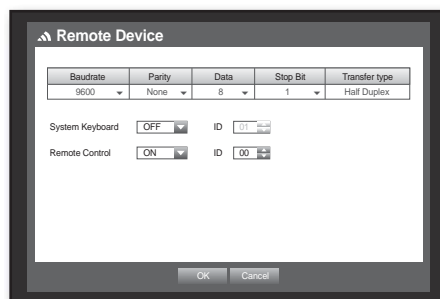 Remote Device
Baudrate Parity Data Stop Bit Transfer type
9600 None 8 1 Half Duplex
System Keyboard OFF ID 01
Remote Control ON ID 00
OK Cancel